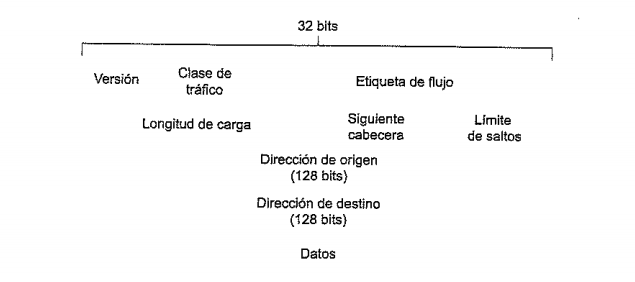 32 bits
Versión
Clase de
tráfico
Etiqueta de flujo
Longitud de carga
Siguiente
cabecera
Límite
de saltos
Dirección de origen
(128 bits)
Dirección de destino
(128 bits)
Datos